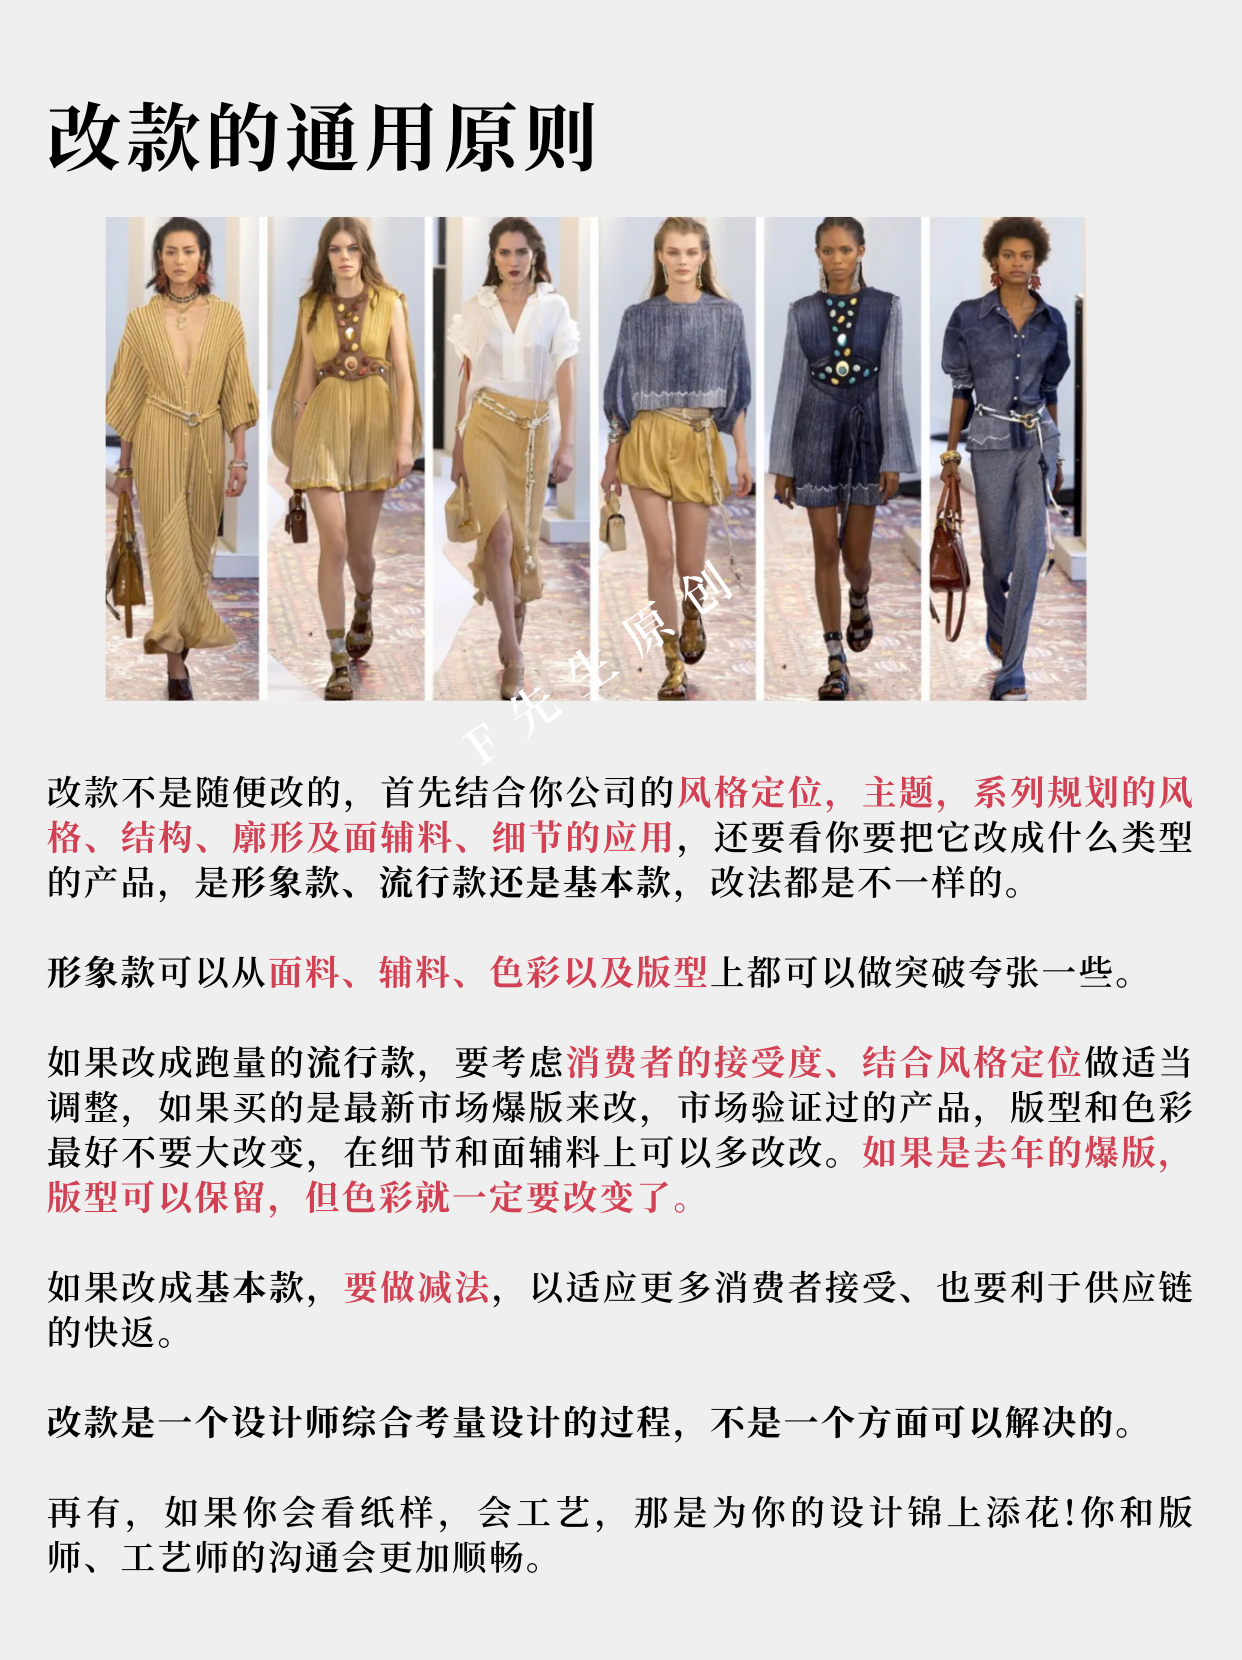 改款的通用原则
F先生原创
改款不是随便改的，首先结合你公司的风格定位，主题，系列规划的风
格、结构、廓形及面辅料、细节的应用，还要看你要把它改成什么类型
的产品，是形象款、流行款还是基本款，改法都是不一样的。
形象款可以从面料、辅料、色彩以及版型上都可以做突破夸张一些。
如果改成跑量的流行款，要考虑消费者的接受度、结合风格定位做适当
调整，如果买的是最新市场爆版来改，市场验证过的产品，版型和色彩
最好不要大改变，在细节和面辅料上可以多改改。如果是去年的爆版，
版型可以保留，但色彩就一定要改变了。
如果改成基本款，要做减法，以适应更多消费者接受、也要利于供应链
的快返。
改款是一个设计师综合考量设计的过程，不是一个方面可以解决的。
再有，如果你会看纸样，会工艺，那是为你的设计锦上添花!你和版
师、工艺师的沟通会更加顺畅。